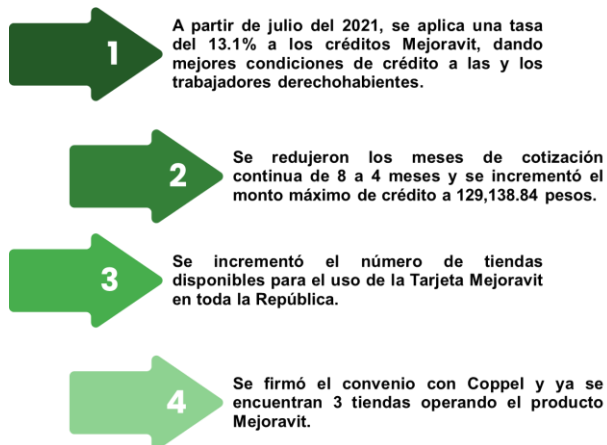 1
A partir de julio del 2021, se aplica una tasa
del 13.1% a los créditos Mejoravit, dando
mejores condiciones de crédito a las y los
trabajadores derechohabientes.
2
Se redujeron los meses de cotización
continua de 8 a 4 meses y se incrementó el
monto máximo de crédito a 129,138.84 pesos.
3
Se incrementó el número de tiendas
disponibles para el uso de la Tarjeta Mejoravit
en toda la República.
4
Se firmó el convenio con Coppel y ya se
encuentran 3 tiendas operando el producto
Mejoravit.